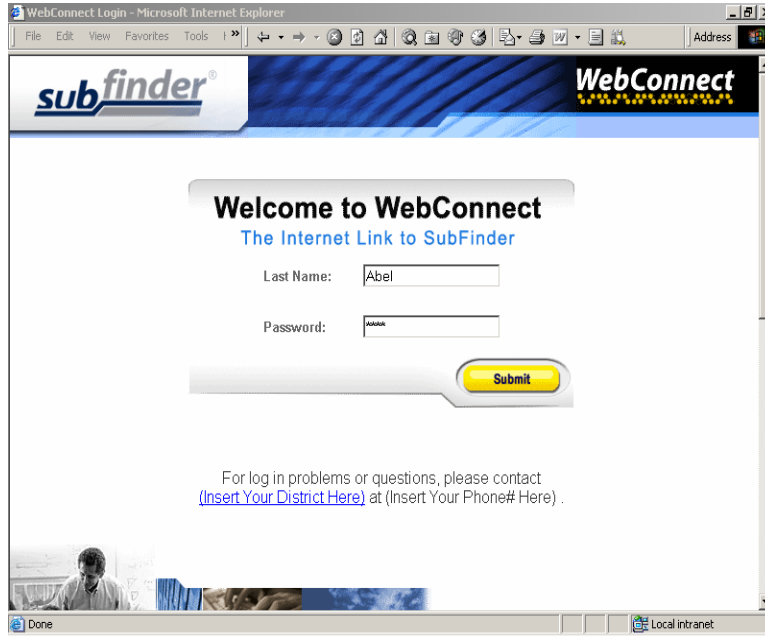 WebConnect Login - Microsoft Internet Explorer
File Edit View Favorites Tools » Address
subfinder® WebConnect
Welcome to WebConnect
The Internet Link to SubFinder
Last Name: Abel
Password: ****
Submit
For log in problems or questions, please contact
(Insert Your District Here) at (Insert Your Phone# Here) .
Done Local intranet